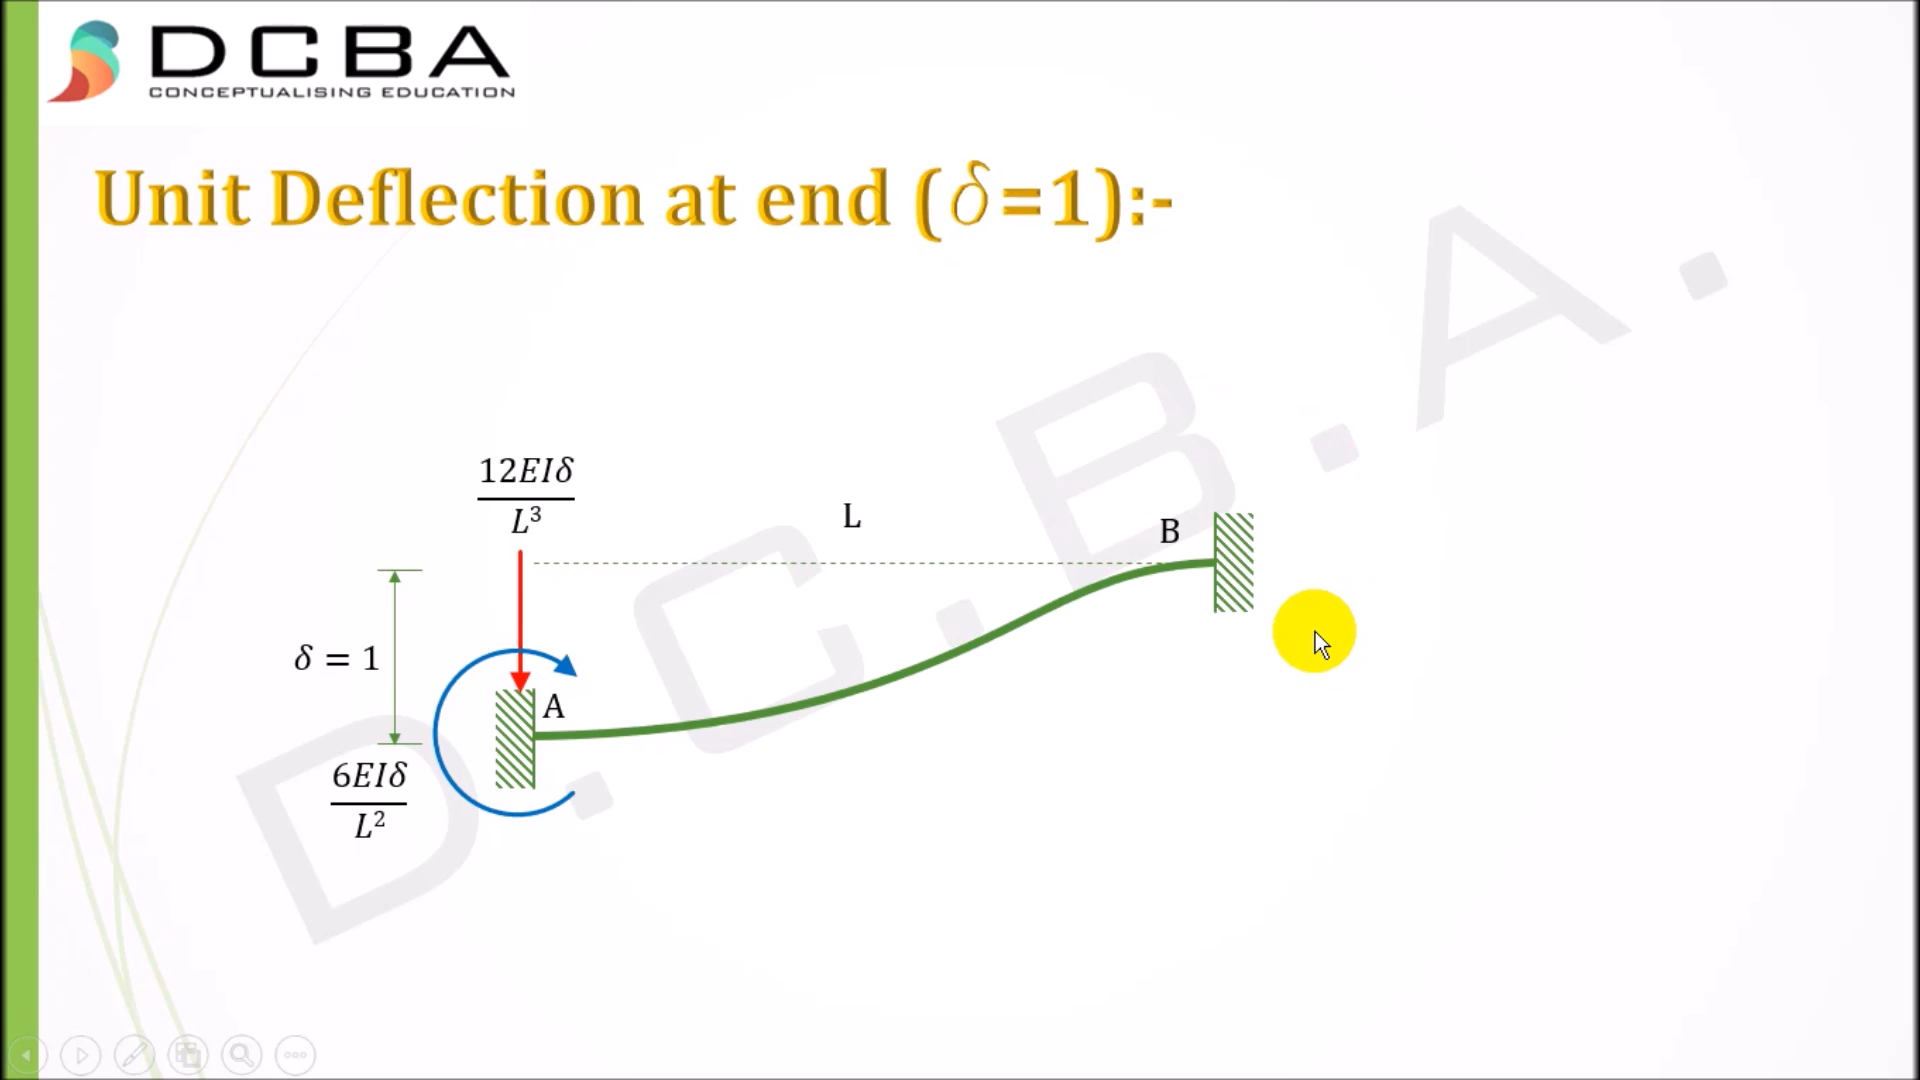 DCBA
CONCEPTUALISING EDUCATION
Unit Deflection at end (δ=1):-
12EIδ
L³
L
B
δ = 1
A
6EIδ
L²
D.C.B.A.